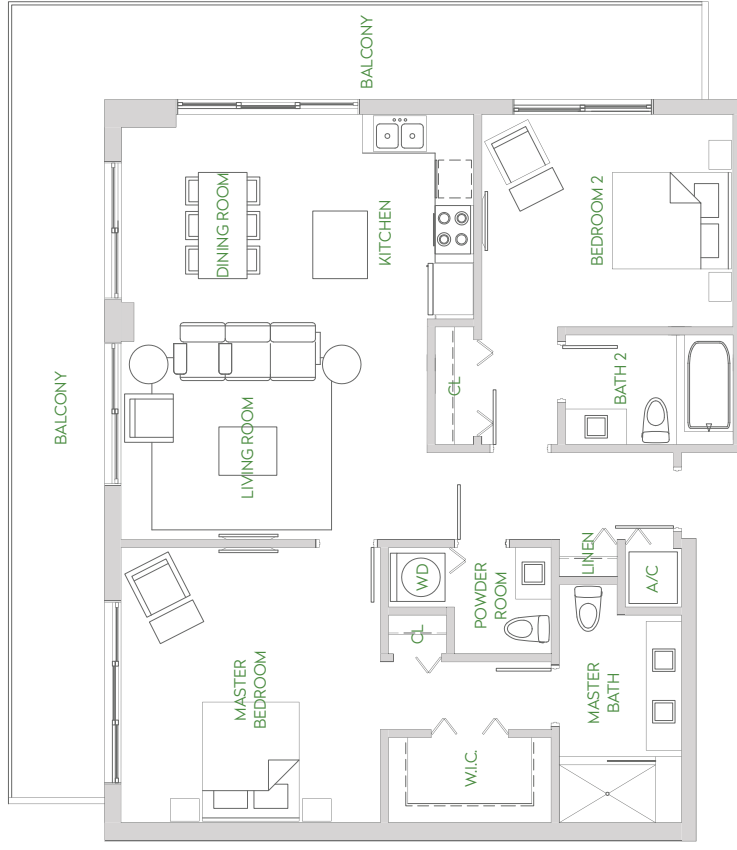 BALCONY
BALCONY
DINING ROOM
KITCHEN
BEDROOM 2
LIVING ROOM
CL
BATH 2
WD
POWDER
ROOM
LINEN
A/C
CL
MASTER
BEDROOM
MASTER
BATH
W.I.C.